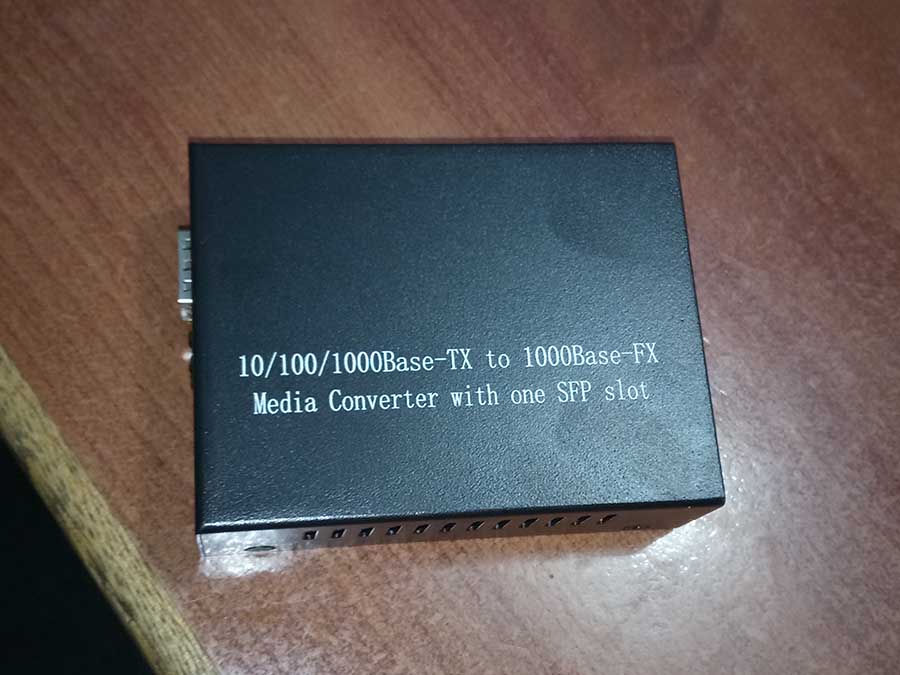 10/100/1000Base-TX to 1000Base-FX
Media Converter with one SFP slot